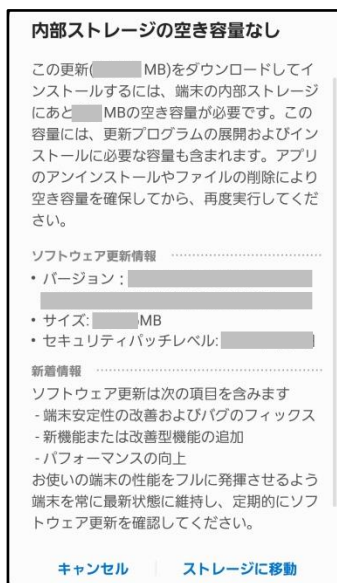 内部ストレージの空き容量なし
この更新( MB)をダウンロードしてイ
ンストールするには、端末の内部ストレージ
にあと MBの空き容量が必要です。この
容量には、更新プログラムの展開およびイン
ストールに必要な容量も含まれます。アプリ
のアンインストールやファイルの削除により
空き容量を確保してから、再度実行してくだ
さい。
ソフトウェア更新情報
・バージョン :
・サイズ: MB
・セキュリティパッチレベル:
新着情報
ソフトウェア更新は次の項目を含みます
- 端末安定性の改善およびバグのフィックス
- 新機能または改善型機能の追加
- パフォーマンスの向上
お使いの端末の性能をフルに発揮させるよう
端末を常に最新状態に維持し、定期的にソフ
トウェア更新を確認してください。
キャンセル ストレージに移動